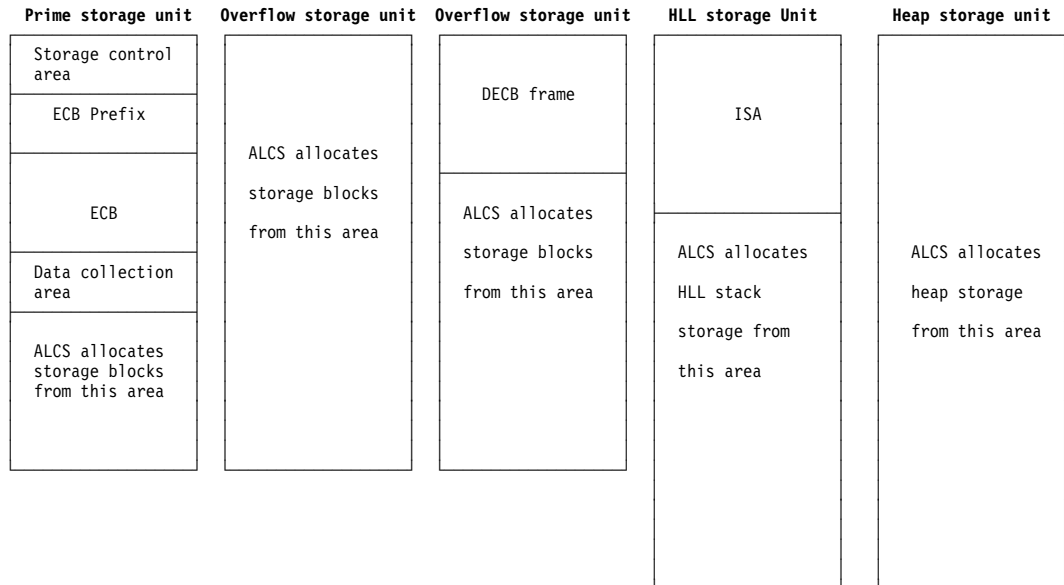 Prime storage unit
Overflow storage unit
Overflow storage unit
HLL storage Unit
Heap storage unit
Storage control
area
ECB Prefix
ECB
Data collection
area
ALCS allocates
storage blocks
from this area
ALCS allocates
storage blocks
from this area
DECB frame
ALCS allocates
storage blocks
from this area
ISA
ALCS allocates
HLL stack
storage from
this area
ALCS allocates
heap storage
from this area